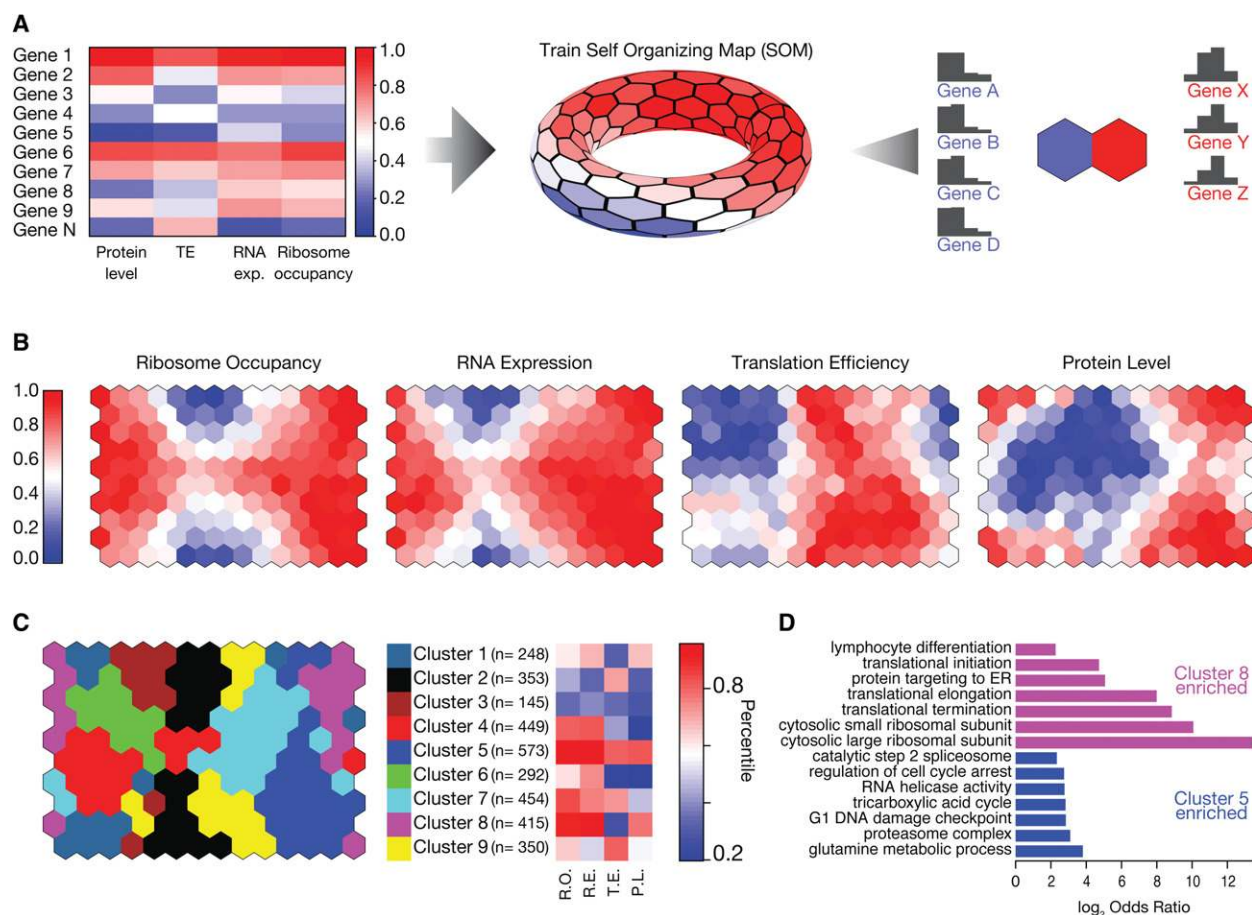 A
Gene 1
Gene 2
Gene 3
Gene 4
Gene 5
Gene 6
Gene 7
Gene 8
Gene 9
Gene N
Protein level
TE
RNA exp.
Ribosome occupancy
1.0
0.8
0.6
0.4
0.2
0.0
Train Self Organizing Map (SOM)
Gene A
Gene B
Gene C
Gene D
Gene X
Gene Y
Gene Z
B
1.0
0.8
0.6
0.4
0.2
0.0
Ribosome Occupancy
RNA Expression
Translation Efficiency
Protein Level
C
Cluster 1 (n= 248)
Cluster 2 (n= 353)
Cluster 3 (n= 145)
Cluster 4 (n= 449)
Cluster 5 (n= 573)
Cluster 6 (n= 292)
Cluster 7 (n= 454)
Cluster 8 (n= 415)
Cluster 9 (n= 350)
R.O.
R.E.
T.E.
P.L.
0.8
0.2
Percentile
D
lymphocyte differentiation
translational initiation
protein targeting to ER
translational elongation
translational termination
cytosolic small ribosomal subunit
cytosolic large ribosomal subunit
catalytic step 2 spliceosome
regulation of cell cycle arrest
RNA helicase activity
tricarboxylic acid cycle
G1 DNA damage checkpoint
proteasome complex
glutamine metabolic process
Cluster 8
enriched
Cluster 5
enriched
0 2 4 6 8 10 12
log₂ Odds Ratio